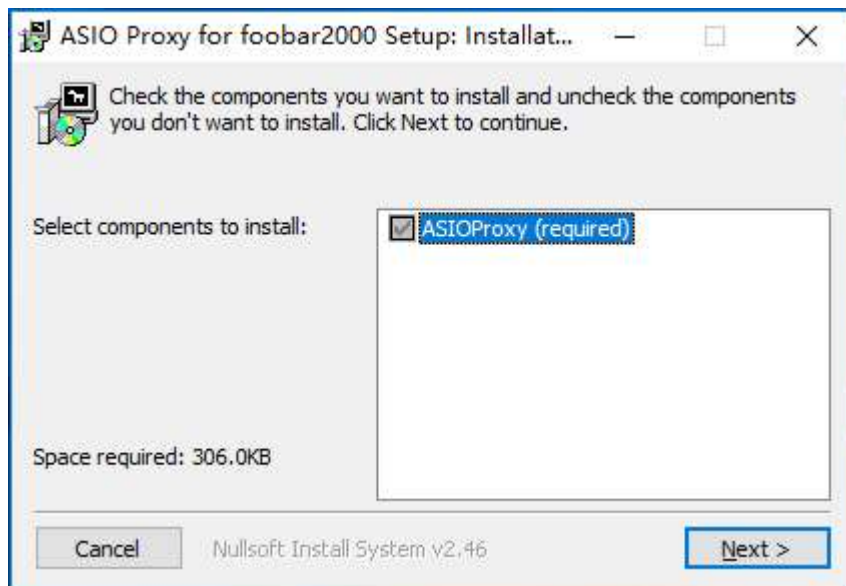 ASIO Proxy for foobar2000 Setup: Installat...
Check the components you want to install and uncheck the components
you don't want to install. Click Next to continue.
Select components to install:
ASIOProxy (required)
Space required: 306.0KB
Cancel
Nullsoft Install System v2.46
Next >